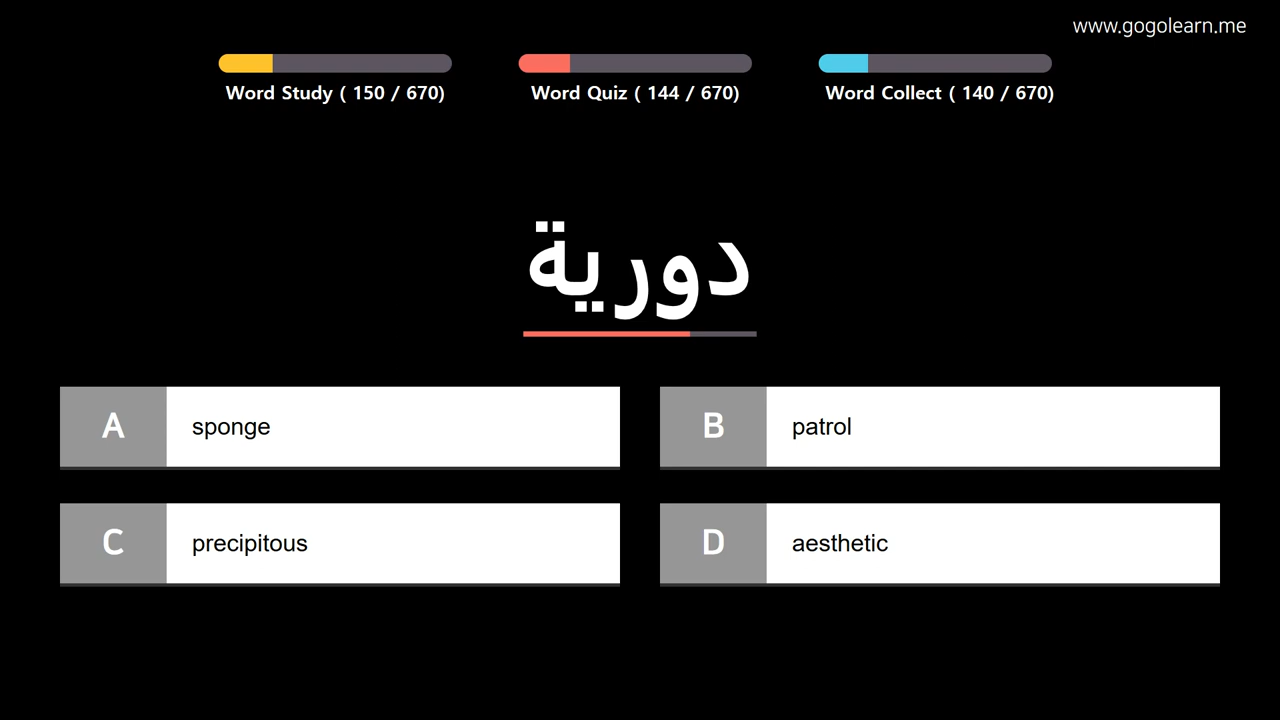 www.gogolearn.me
Word Study ( 150 / 670)
Word Quiz ( 144 / 670)
Word Collect ( 140 / 670)
دورية
A
sponge
B
patrol
C
precipitous
D
aesthetic